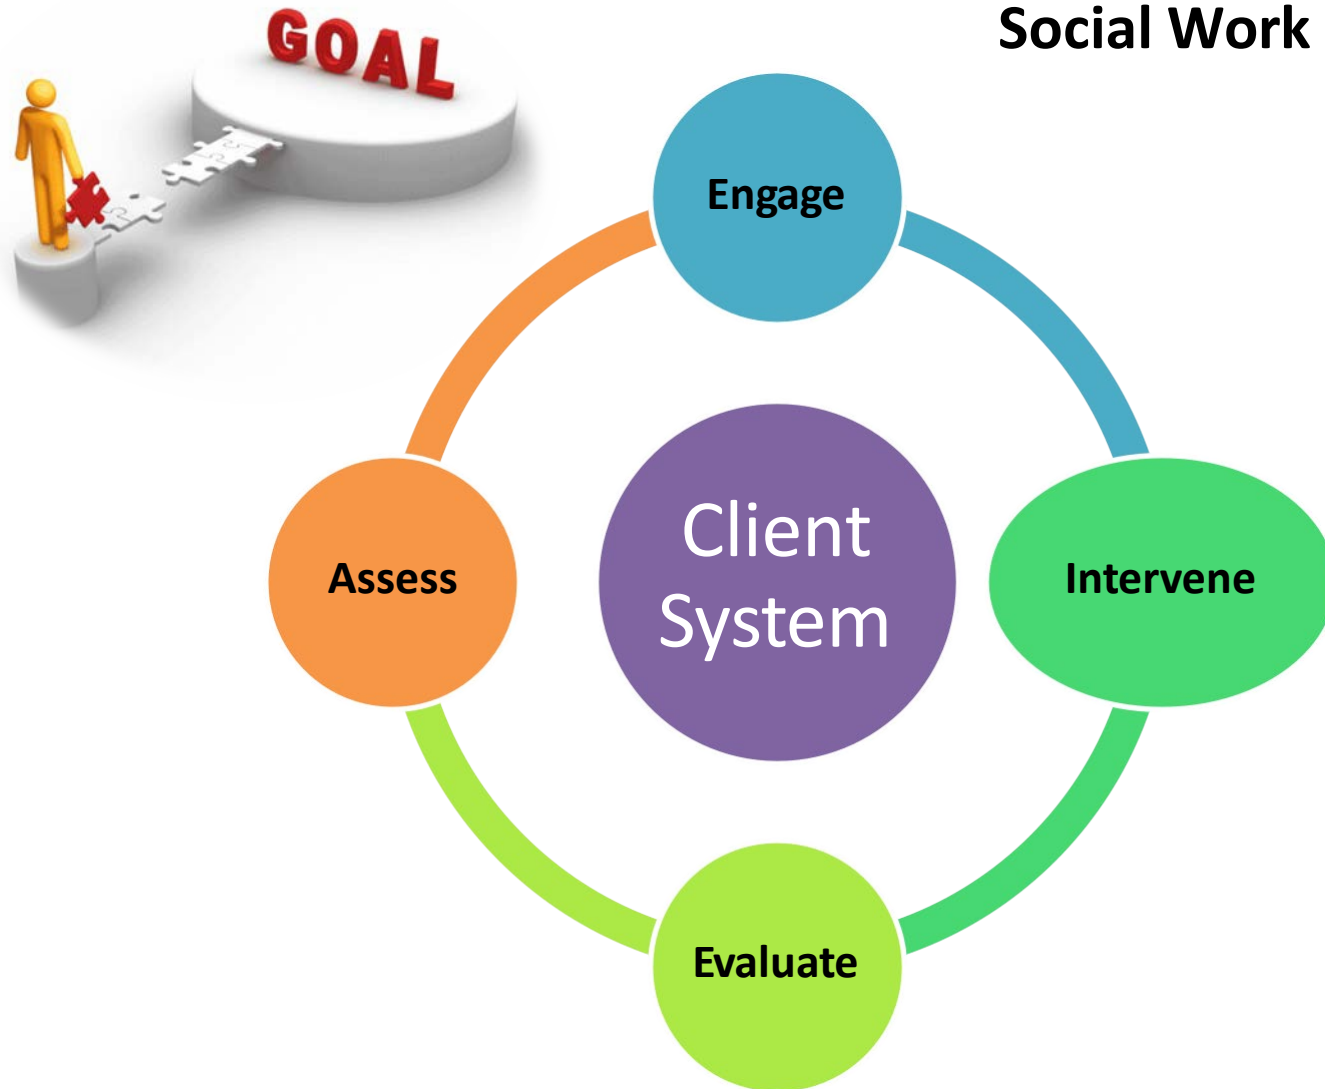 GOAL
Social Work
Engage
Assess
Client
System
Intervene
Evaluate